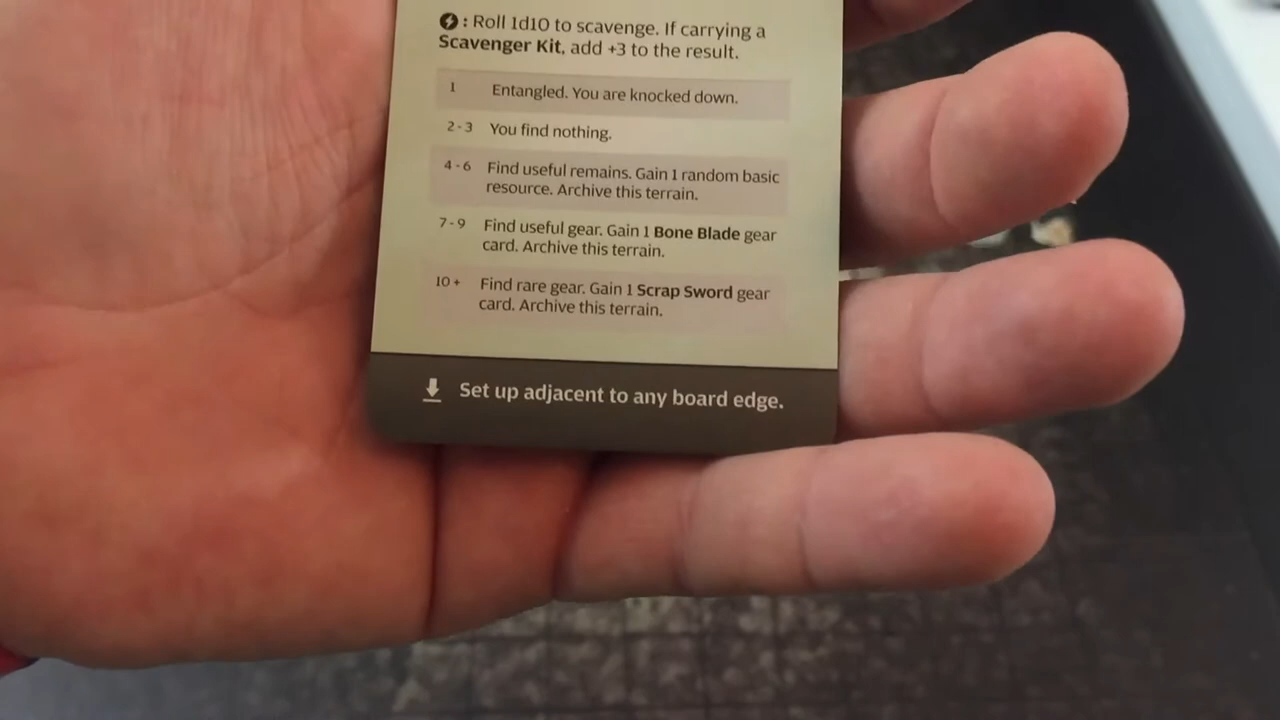 : Roll 1d10 to scavenge. If carrying a
Scavenger Kit, add +3 to the result.
1 Entangled. You are knocked down.
2-3 You find nothing.
4-6 Find useful remains. Gain 1 random basic
resource. Archive this terrain.
7-9 Find useful gear. Gain 1 Bone Blade gear
card. Archive this terrain.
10+ Find rare gear. Gain 1 Scrap Sword gear
card. Archive this terrain.
Set up adjacent to any board edge.